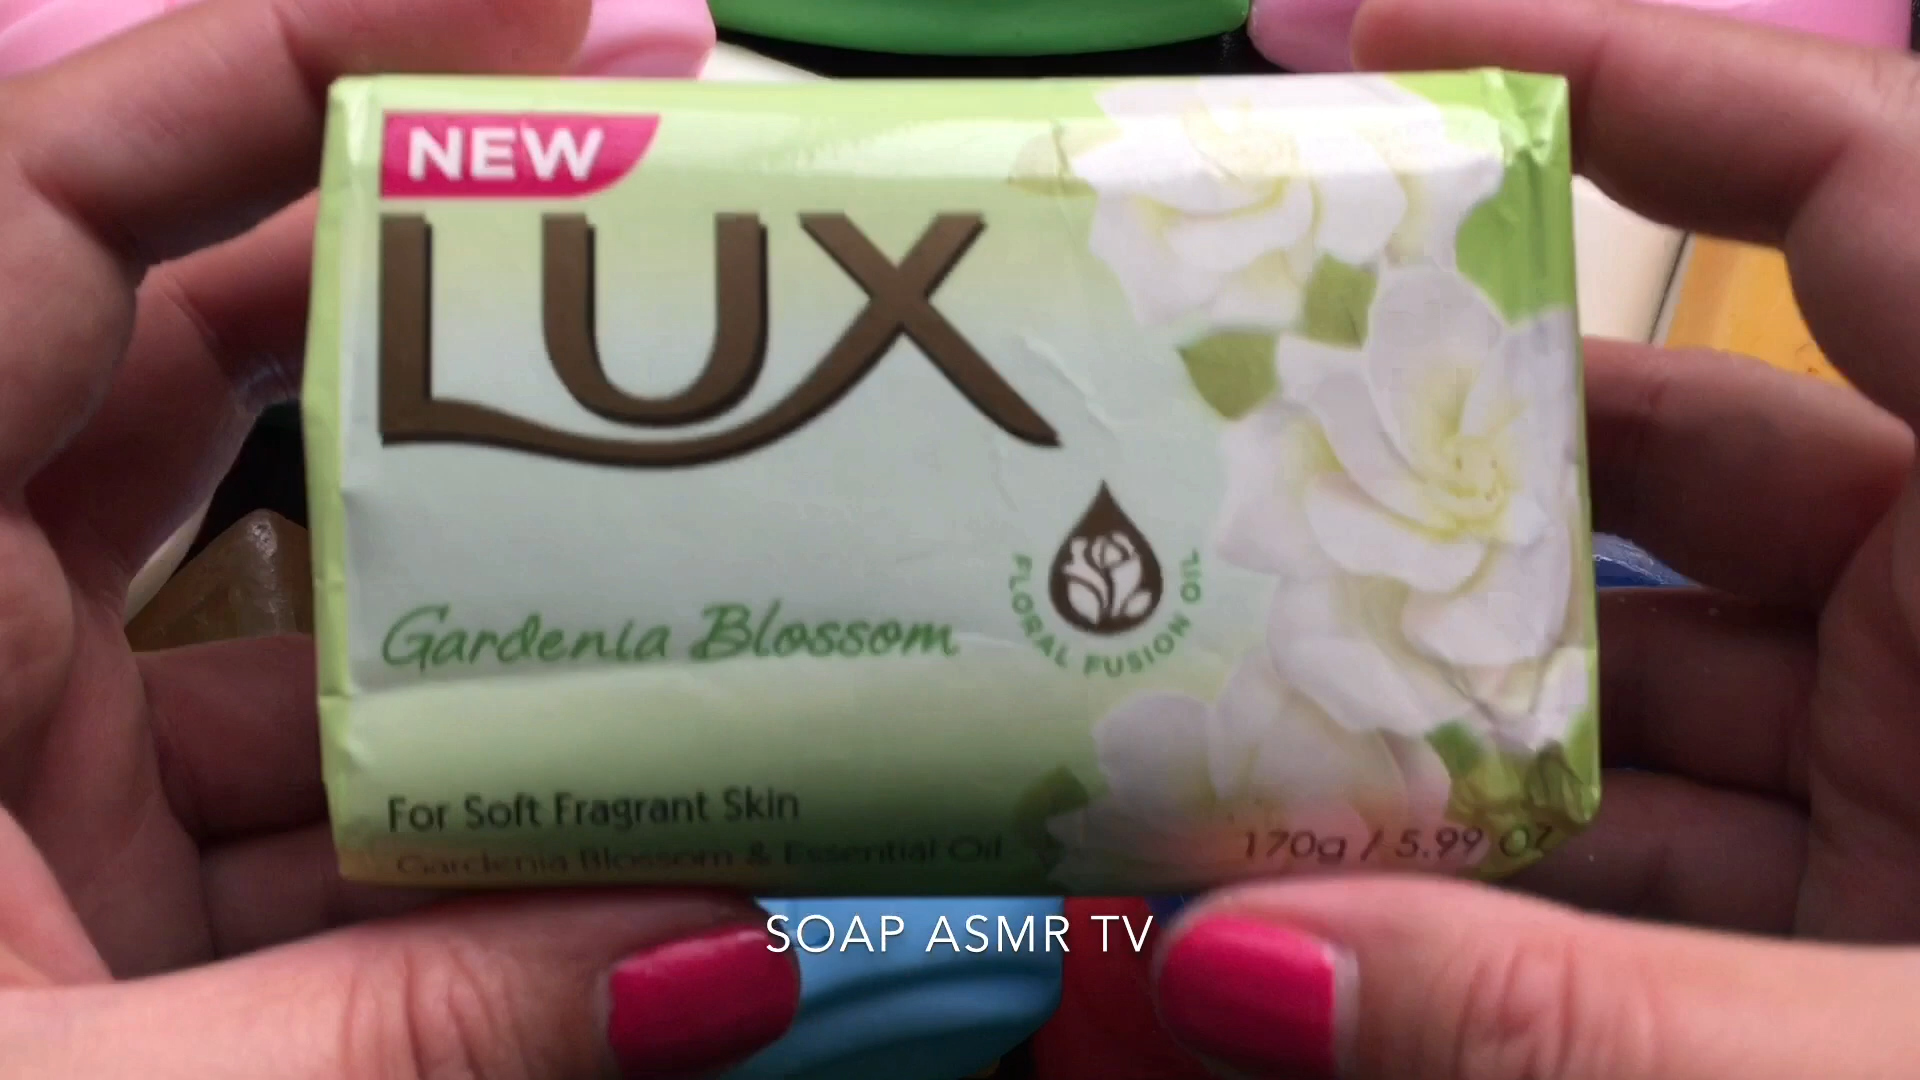 NEW
LUX
Gardenia Blossom
FLORAL FUSION OIL
For Soft Fragrant Skin
Gardenia Blossom & Essential Oil
170g / 5.99 OZ
SOAP ASMR TV